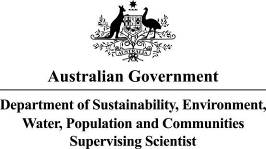 Australian Government
Department of Sustainability, Environment,
Water, Population and Communities
Supervising Scientist